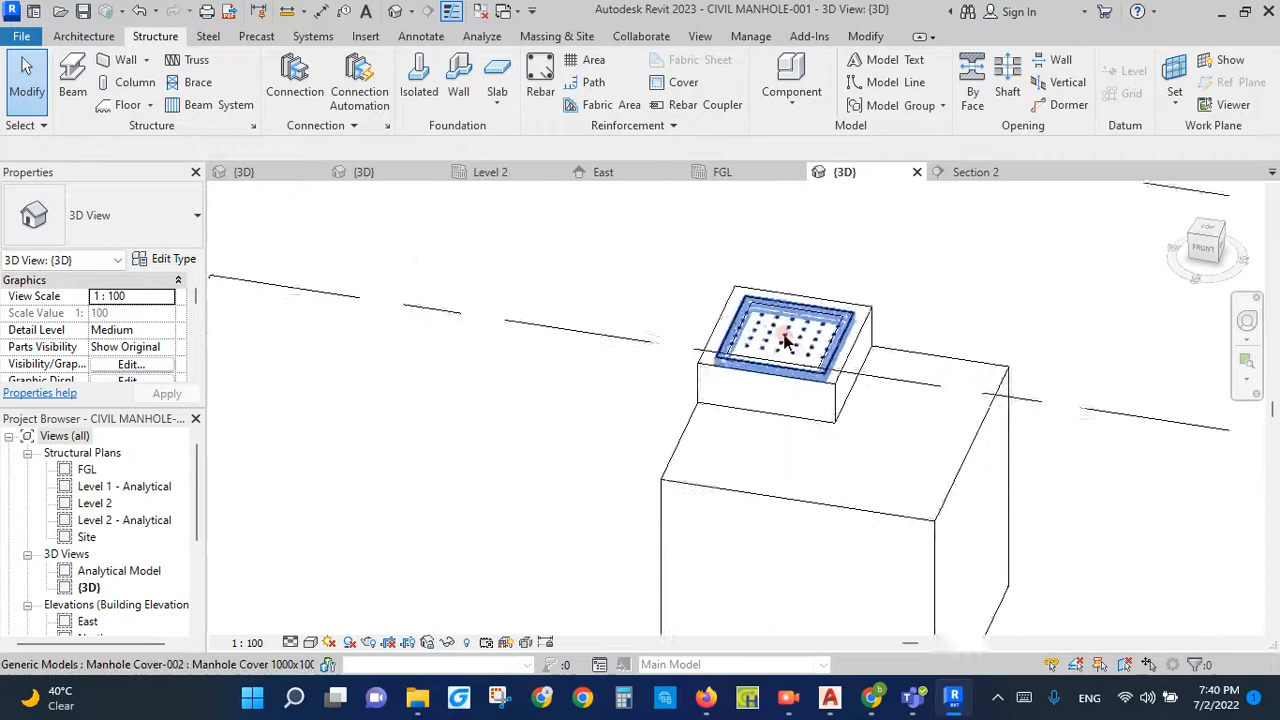 Autodesk Revit 2023 - CIVIL MANHOLE-001 - 3D View: {3D}
Sign In
File Architecture Structure Steel Precast Systems Insert Annotate Analyze Massing & Site Collaborate View Manage Add-Ins Modify
Modify
Beam
Wall
Column
Floor
Truss
Brace
Beam System
Connection
Connection Automation
Isolated
Wall
Slab
Rebar
Area
Path
Fabric Area
Fabric Sheet
Cover
Rebar Coupler
Component
Model Text
Model Line
Model Group
By Face
Shaft
Wall
Vertical
Dormer
Level
Grid
Set
Show
Ref Plane
Viewer
Select Structure Connection Foundation Reinforcement Model Opening Datum Work Plane
Properties
{3D} {3D} Level 2 East FGL {3D} Section 2
3D View
3D View: {3D} Edit Type
Graphics
View Scale 1 : 100
Scale Value 1: 100
Detail Level Medium
Parts Visibility Show Original
Visibility/Grap... Edit...
Graphic Displ Edit
Properties help Apply
Project Browser - CIVIL MANHOLE-...
Views (all)
Structural Plans
FGL
Level 1 - Analytical
Level 2
Level 2 - Analytical
Site
3D Views
Analytical Model
{3D}
Elevations (Building Elevation
East
TOP
FRONT
1 : 100
Generic Models : Manhole Cover-002 : Manhole Cover 1000x100
:0
Main Model
:0
40°C
Clear
ENG
7:40 PM
7/2/2022